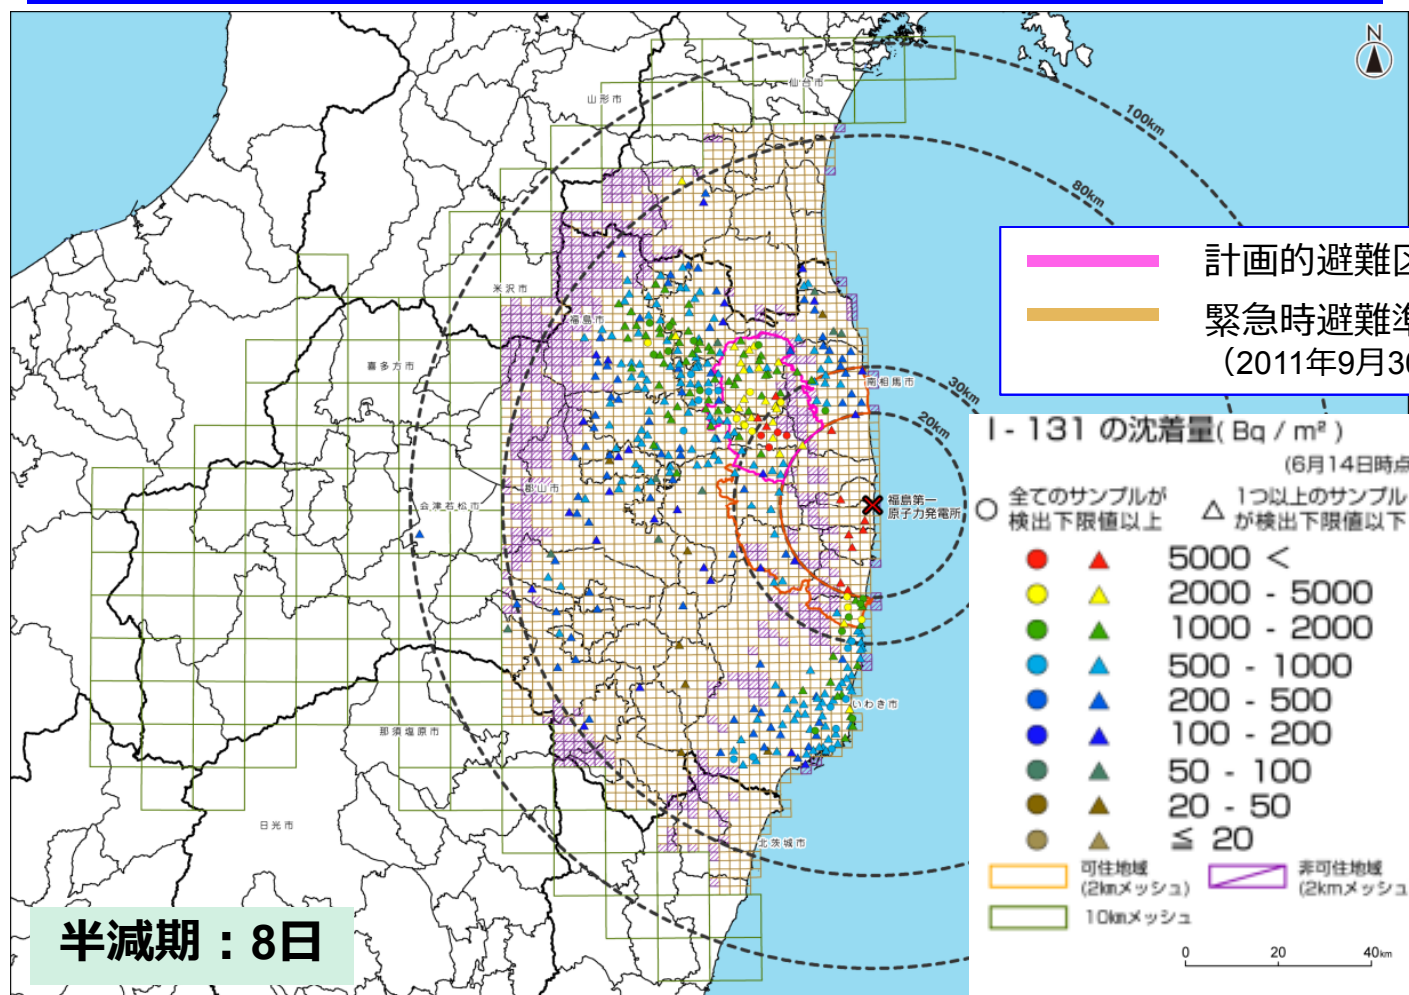 N
仙台市
山形市
100km
80km
計画的避難区
緊急時避難準
（2011年9月30
米沢市
福島市
喜多方市
南相馬市
30km
20km
I - 131 の沈着量( Bq / m² )
(6月14日時点
郡山市
会津若松市
福島第一
原子力発電所
全てのサンプルが
検出下限値以上
1つ以上のサンプル
が検出下限値以下
5000 <
2000 - 5000
1000 - 2000
500 - 1000
200 - 500
100 - 200
50 - 100
20 - 50
≦ 20
いわき市
那須塩原市
日光市
北茨城市
可住地域
(2kmメッシュ)
非可住地域
(2kmメッシュ
10kmメッシュ
半減期：8日
0 20 40km